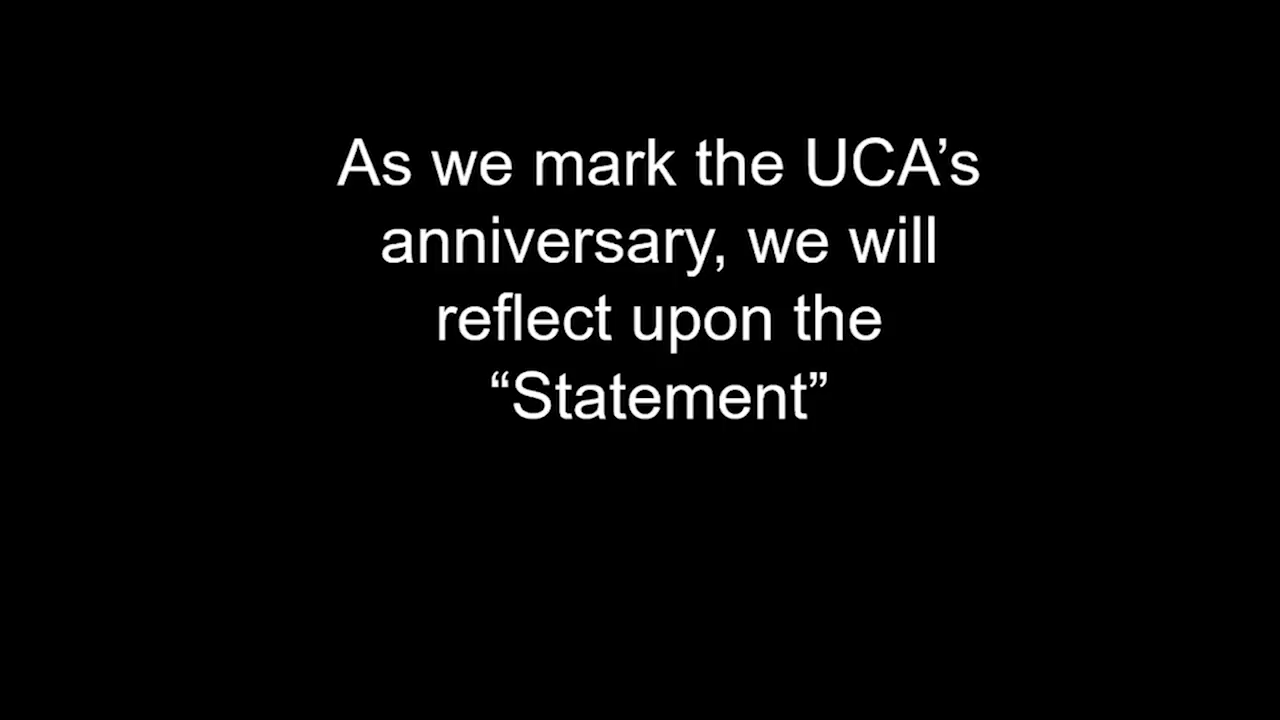 As we mark the UCA’s
anniversary, we will
reflect upon the
“Statement”